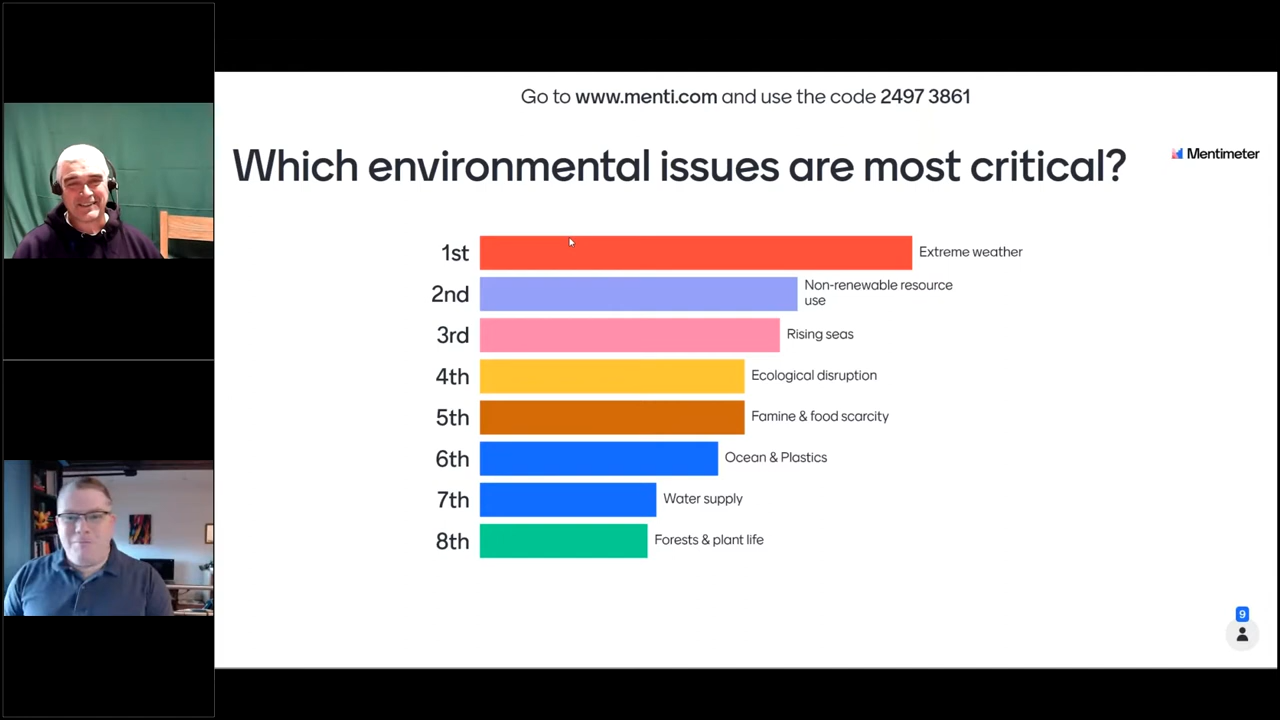 Go to www.menti.com and use the code 2497 3861
Which environmental issues are most critical?
Mentimeter
1st Extreme weather
2nd Non-renewable resource
use
3rd Rising seas
4th Ecological disruption
5th Famine & food scarcity
6th Ocean & Plastics
7th Water supply
8th Forests & plant life
9